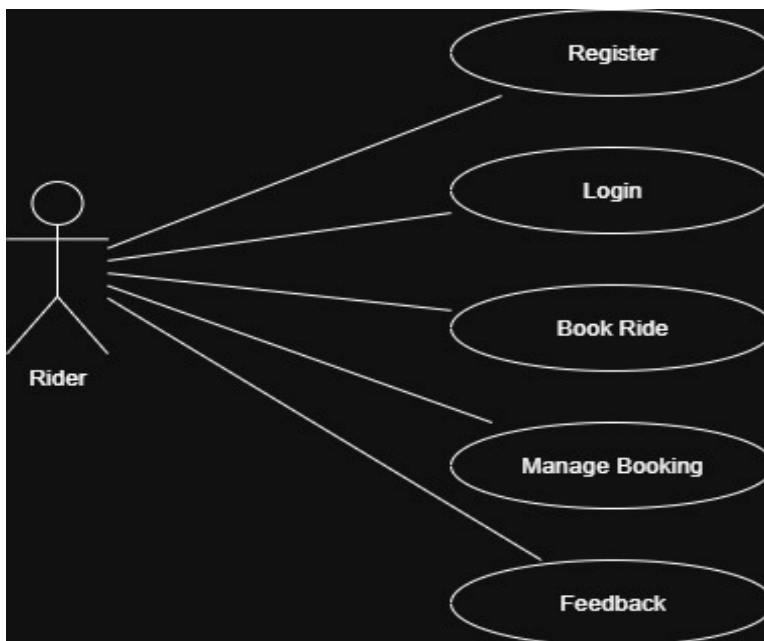 Register
Login
Rider
Book Ride
Manage Booking
Feedback